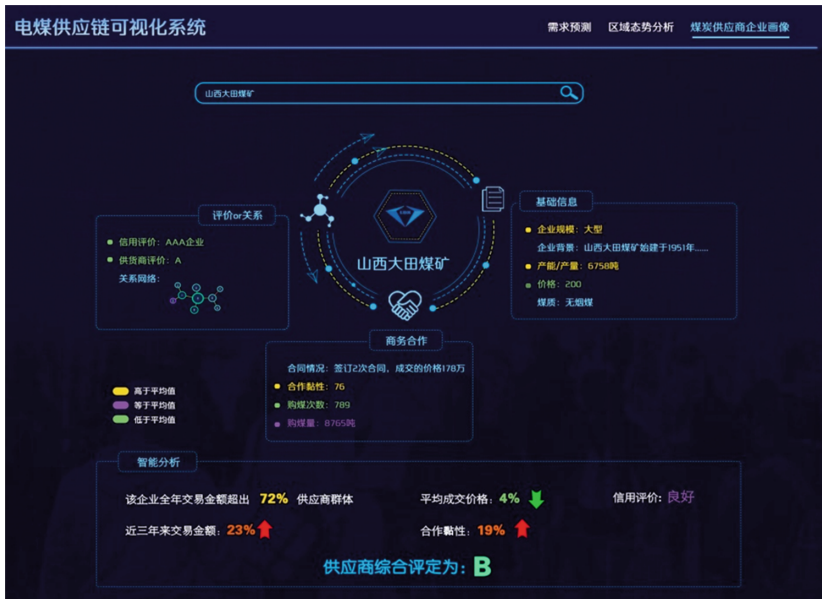 电煤供应链可视化系统
需求预测 区域态势分析 煤炭供应商企业画像
山西大田煤矿
评价or关系
信用评价：AAA企业
供货商评价：A
关系网络：
山西大田煤矿
基础信息
企业规模：大型
企业背景：山西大田煤矿始建于1951年......
产能/产量：6758吨
价格：200
煤质：无烟煤
商务合作
合同情况：签订2次合同，成交的价格178万
合作黏性：76
购煤次数：789
购煤量：8765吨
高于平均值
等于平均值
低于平均值
智能分析
该企业全年交易金额超出 72% 供应商群体
平均成交价格：4%
信用评价：良好
近三年来交易金额：23%
合作黏性：19%
供应商综合评定为：B